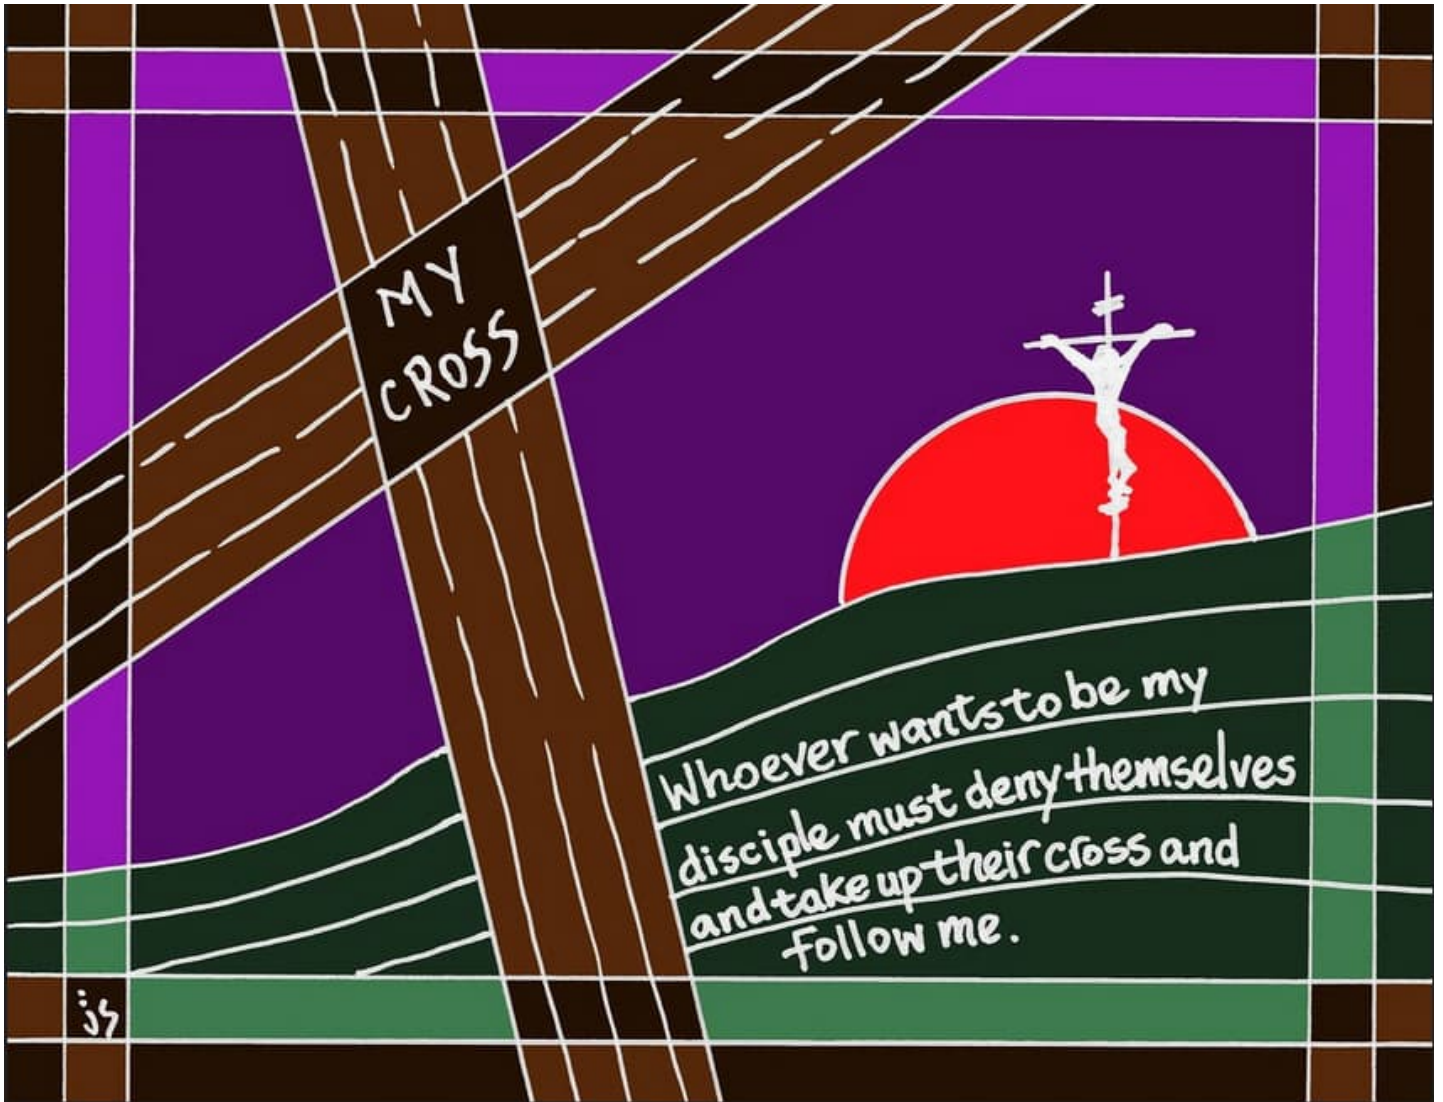 MY
CROSS
Whoever wants to be my
disciple must deny themselves
and take up their cross and
follow me.
js